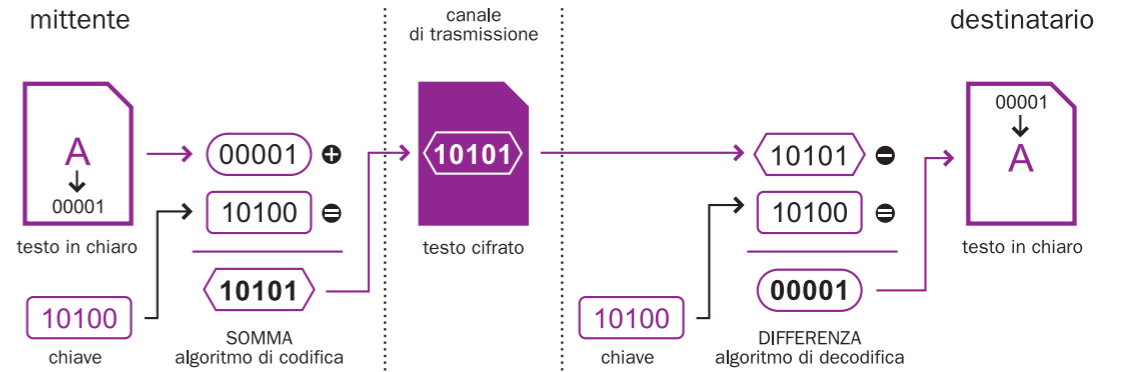 mittente
canale
di trasmissione
destinatario
A
00001
testo in chiaro
10100
chiave
00001 +
10100 =
10101
SOMMA
algoritmo di codifica
10101
testo cifrato
10101 −
10100 =
00001
DIFFERENZA
algoritmo di decodifica
10100
chiave
00001
A
testo in chiaro